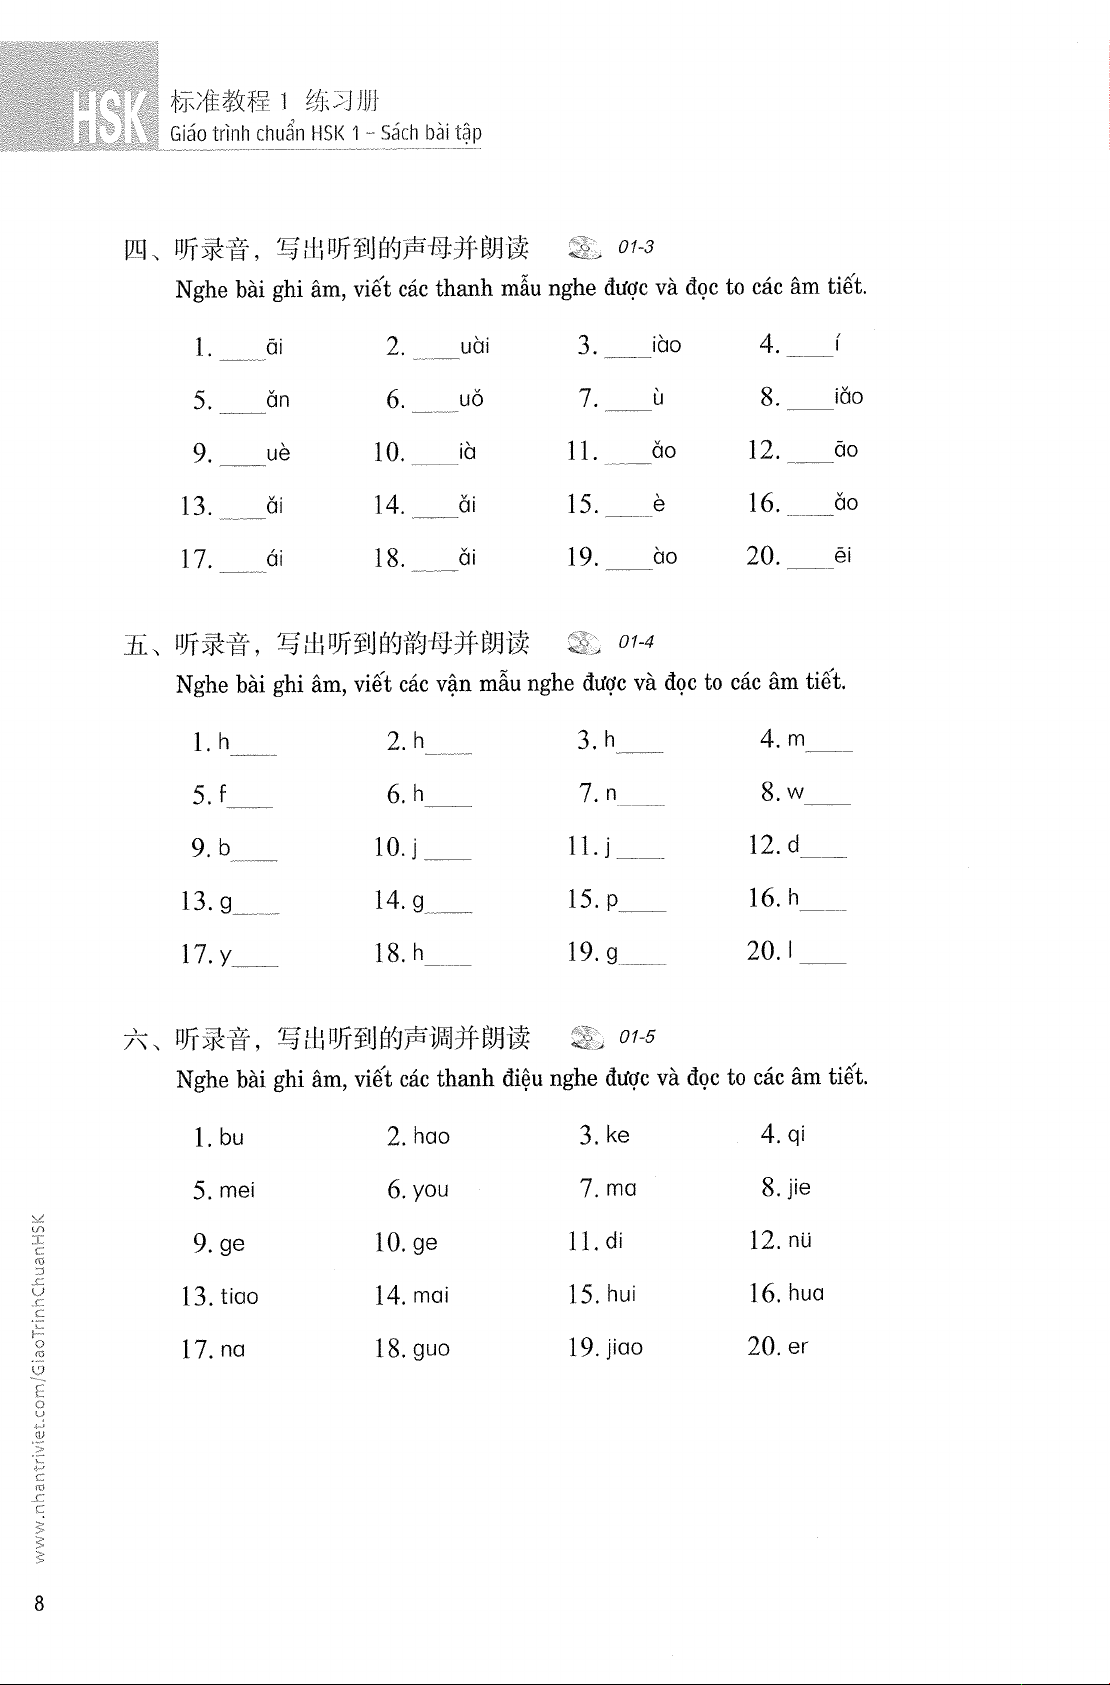 HSK
标准教程 1 练习册
Giáo trình chuẩn HSK 1 – Sách bài tập
四、听录音，写出听到的声母并朗读 01-3
Nghe bài ghi âm, viết các thanh mẫu nghe được và đọc to các âm tiết.
1. ____āi 2. ____uài 3. ____iào 4. ____í
5. ____ǎn 6. ____uǒ 7. ____ù 8. ____iǎo
9. ____uè 10. ____ià 11. ____ǎo 12. ____āo
13. ____ǎi 14. ____ǎi 15. ____è 16. ____ǎo
17. ____ái 18. ____ǎi 19. ____ào 20. ____ēi
五、听录音，写出听到的韵母并朗读 01-4
Nghe bài ghi âm, viết các vận mẫu nghe được và đọc to các âm tiết.
1. h____ 2. h____ 3. h____ 4. m____
5. f____ 6. h____ 7. n____ 8. w____
9. b____ 10. j____ 11. j____ 12. d____
13. g____ 14. g____ 15. p____ 16. h____
17. y____ 18. h____ 19. g____ 20. l____
六、听录音，写出听到的声调并朗读 01-5
Nghe bài ghi âm, viết các thanh điệu nghe được và đọc to các âm tiết.
1. bu 2. hao 3. ke 4. qi
5. mei 6. you 7. ma 8. jie
9. ge 10. ge 11. di 12. nü
13. tiao 14. mai 15. hui 16. hua
17. na 18. guo 19. jiao 20. er
www.nhantriviet.com/GiaoTrinhChuanHSK
8